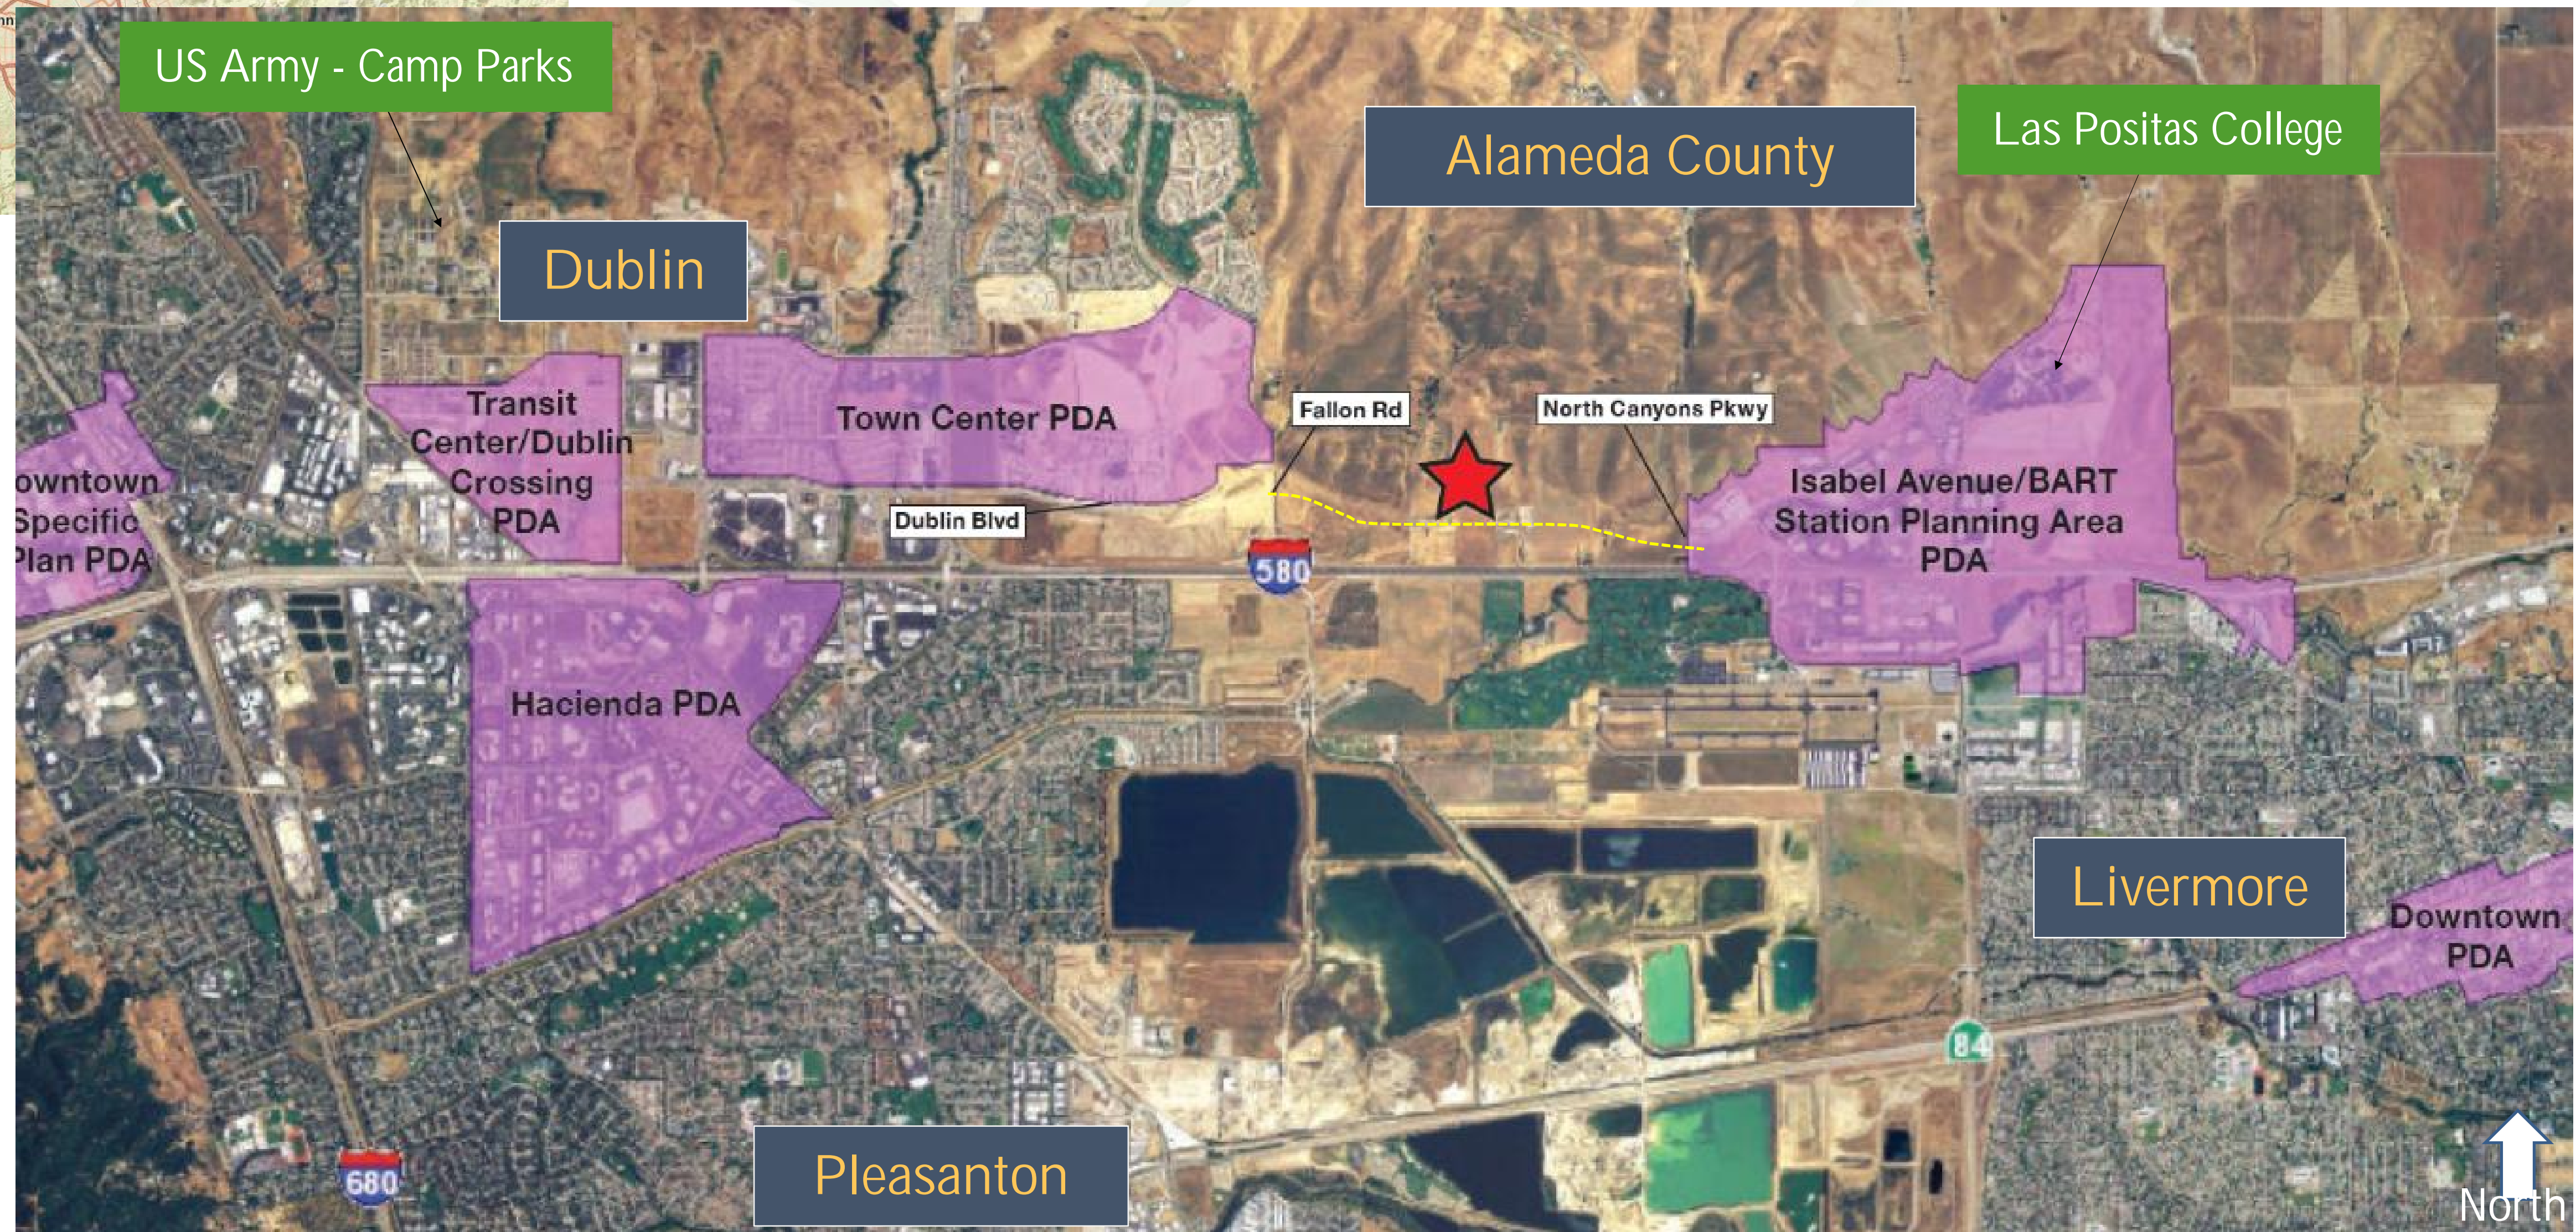 nn
US Army - Camp Parks
Las Positas College
Alameda County
Dublin
Transit
Center/Dublin
Crossing
PDA
Town Center PDA
Fallon Rd
North Canyons Pkwy
owntown
Specific
Plan PDA
Dublin Blvd
Isabel Avenue/BART
Station Planning Area
PDA
580
Hacienda PDA
Livermore
Downtown
PDA
84
Pleasanton
680
North